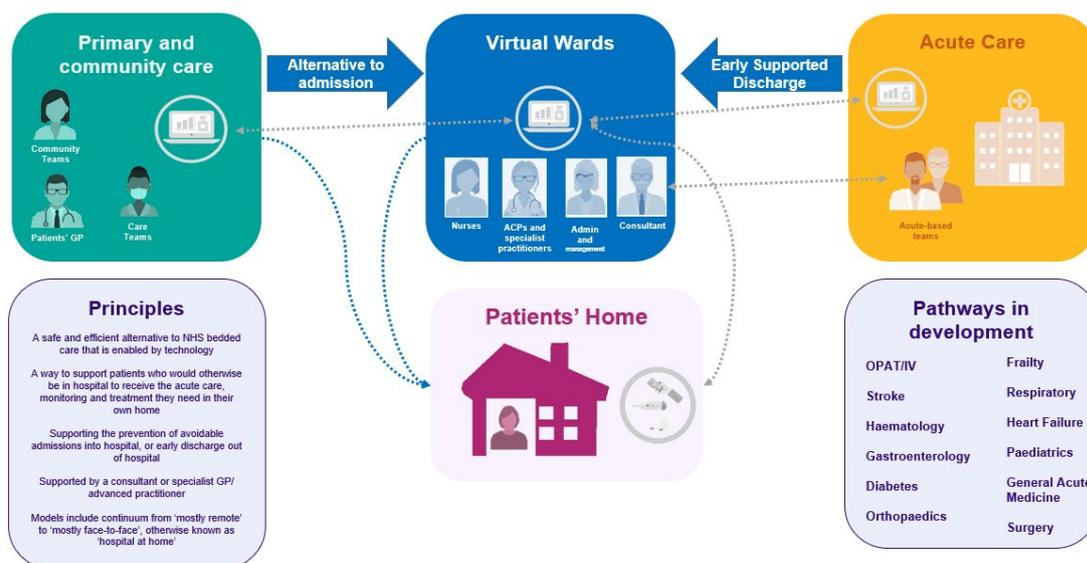 Primary and
community care
Community
Teams
Patients' GP
Care
Teams
Alternative to
admission
Virtual Wards
Nurses
ACPs and
specialist
practitioners
Admin
and
management
Consultant
Early Supported
Discharge
Acute Care
Acute-based
teams
Principles
A safe and efficient alternative to NHS bedded
care that is enabled by technology
A way to support patients who would otherwise
be in hospital to receive the acute care,
monitoring and treatment they need in their
own home
Supporting the prevention of avoidable
admissions into hospital, or early discharge out
of hospital
Supported by a consultant or specialist GP/
advanced practitioner
Models include continuum from 'mostly remote'
to 'mostly face-to-face', otherwise known as
'hospital at home'
Patients' Home
Pathways in
development
OPAT/IV
Stroke
Haematology
Gastroenterology
Diabetes
Orthopaedics
Frailty
Respiratory
Heart Failure
Paediatrics
General Acute
Medicine
Surgery